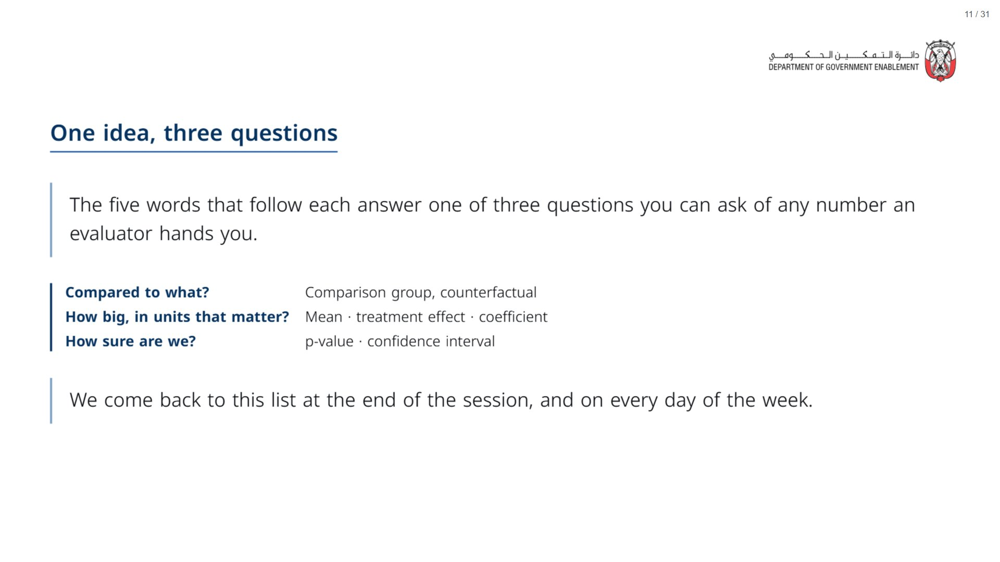 11 / 31
دائرة التمكين الحكومي
DEPARTMENT OF GOVERNMENT ENABLEMENT
One idea, three questions
The five words that follow each answer one of three questions you can ask of any number an
evaluator hands you.
Compared to what? Comparison group, counterfactual
How big, in units that matter? Mean · treatment effect · coefficient
How sure are we? p-value · confidence interval
We come back to this list at the end of the session, and on every day of the week.